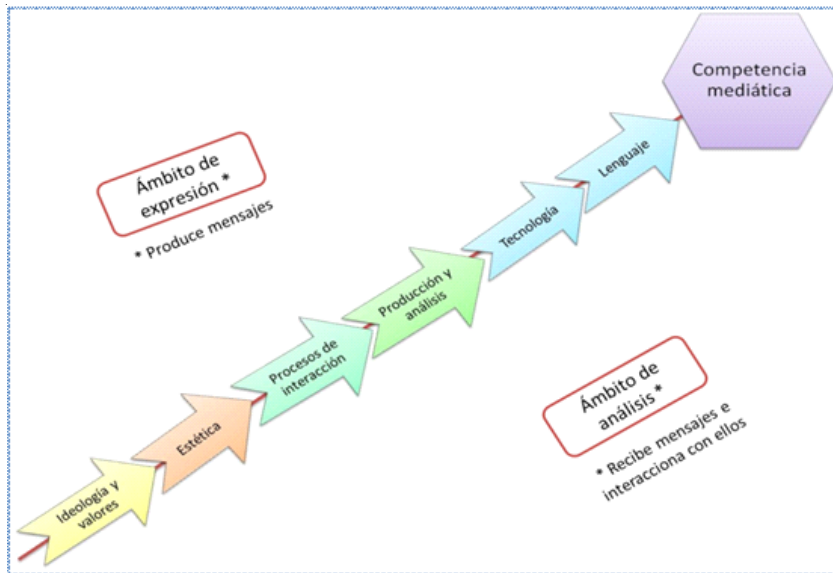 Competencia
mediática
Ámbito de
expresión *
* Produce mensajes
Lenguaje
Tecnología
Producción y
análisis
Procesos de
interacción
Estética
Ideología y
valores
Ámbito de
análisis *
* Recibe mensajes e
interacciona con ellos